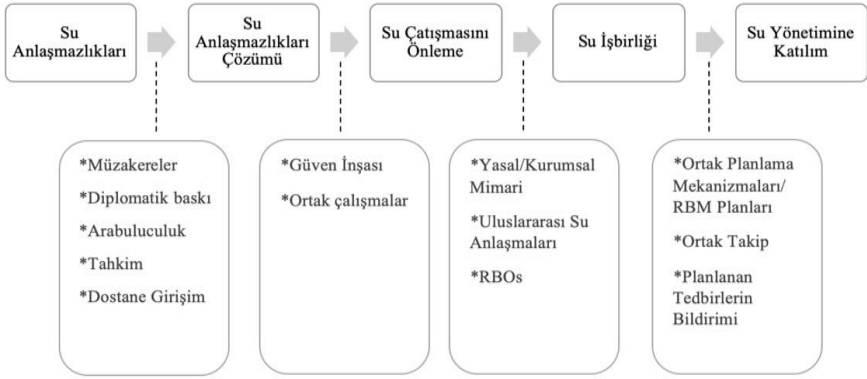 Su
Anlaşmazlıkları
Su
Anlaşmazlıkları
Çözümü
Su Çatışmasını
Önleme
Su İşbirliği
Su Yönetimine
Katılım
*Müzakereler
*Diplomatik baskı
*Arabuluculuk
*Tahkim
*Dostane Girişim
*Güven İnşası
*Ortak çalışmalar
*Yasal/Kurumsal
Mimari
*Uluslararası Su
Anlaşmaları
*RBOs
*Ortak Planlama
Mekanizmaları/
RBM Planları
*Ortak Takip
*Planlanan
Tedbirlerin
Bildirimi